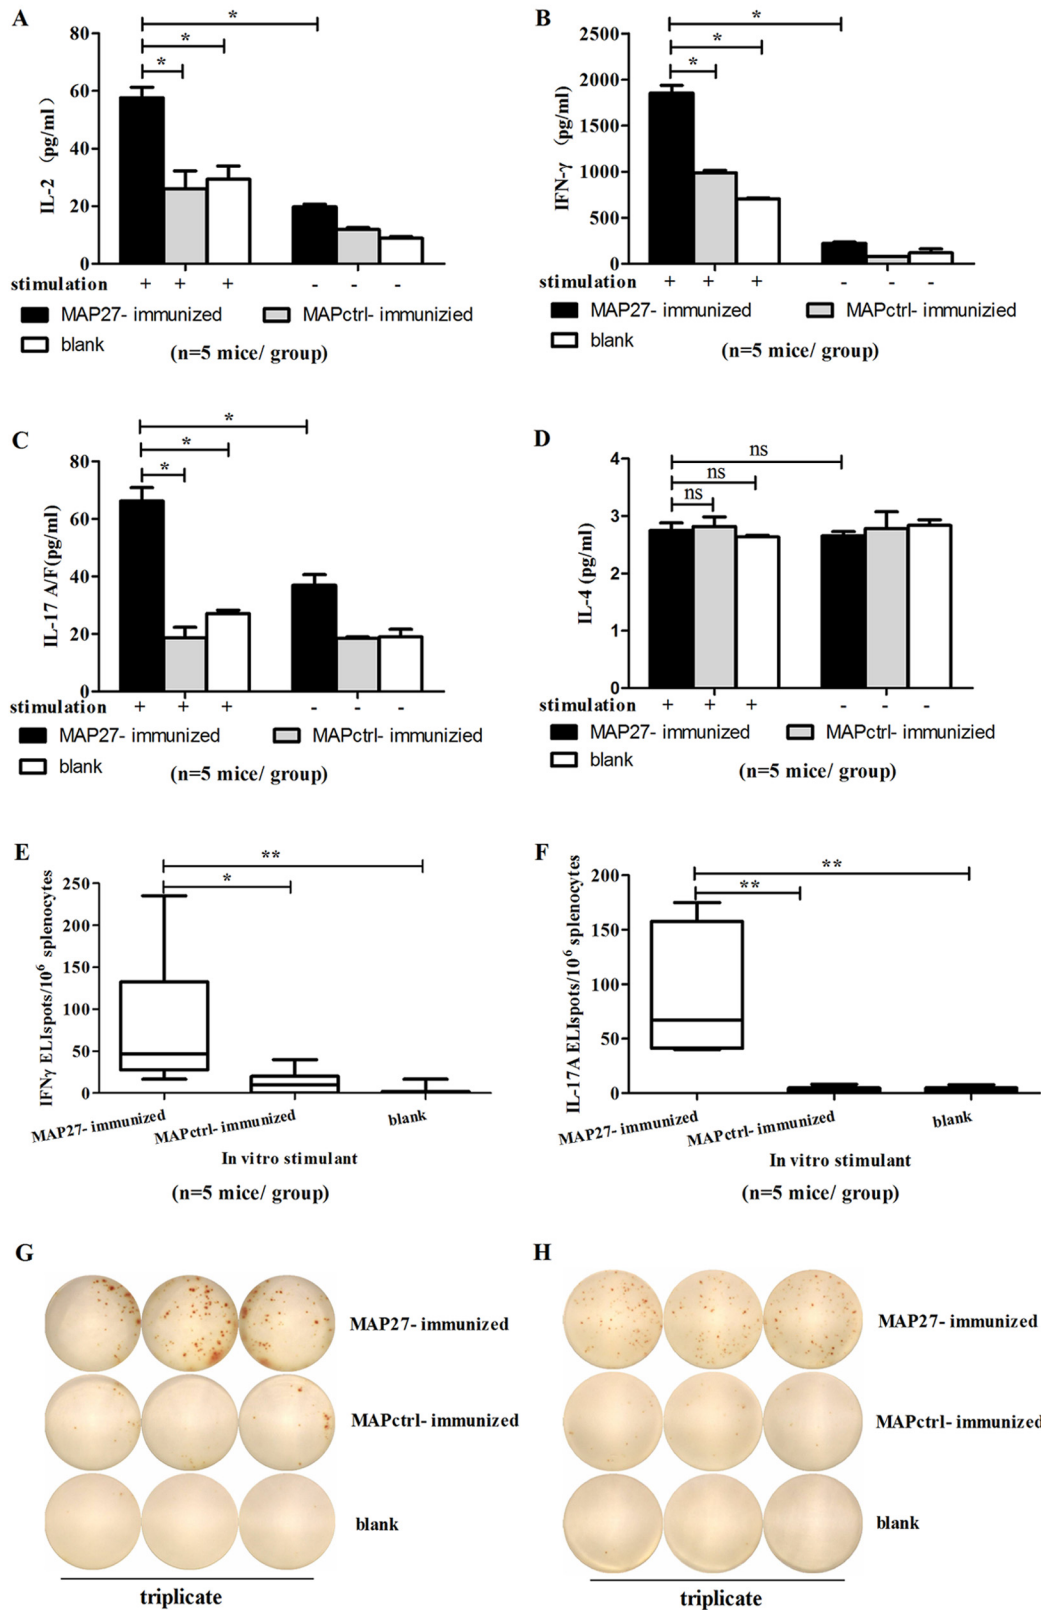 A
B
IL-2 (pg/ml)
80
60
40
20
0
*
*
*
stimulation + + + - - -
MAP27- immunized MAPctrl- immunizied
blank (n=5 mice/ group)
IFN-γ (pg/ml)
2500
2000
1500
1000
500
0
*
*
*
stimulation + + + - - -
MAP27- immunized MAPctrl- immunizied
blank (n=5 mice/ group)
C
D
IL-17 A/F(pg/ml)
80
60
40
20
0
*
*
*
stimulation + + + - - -
MAP27- immunized MAPctrl- immunizied
blank (n=5 mice/ group)
IL-4 (pg/ml)
4
3
2
1
0
ns
ns
ns
stimulation + + + - - -
MAP27- immunized MAPctrl- immunizied
blank (n=5 mice/ group)
E
F
IFNγ ELIspots/10⁶ splenocytes
250
200
150
100
50
0
**
*
MAP27- immunized MAPctrl- immunized blank
In vitro stimulant
(n=5 mice/ group)
IL-17A ELIspots/10⁶ splenocytes
200
150
100
50
0
**
**
MAP27- immunized MAPctrl- immunized blank
In vitro stimulant
(n=5 mice/ group)
G
H
MAP27- immunized
MAPctrl- immunized
blank
triplicate
MAP27- immunized
MAPctrl- immunized
blank
triplicate